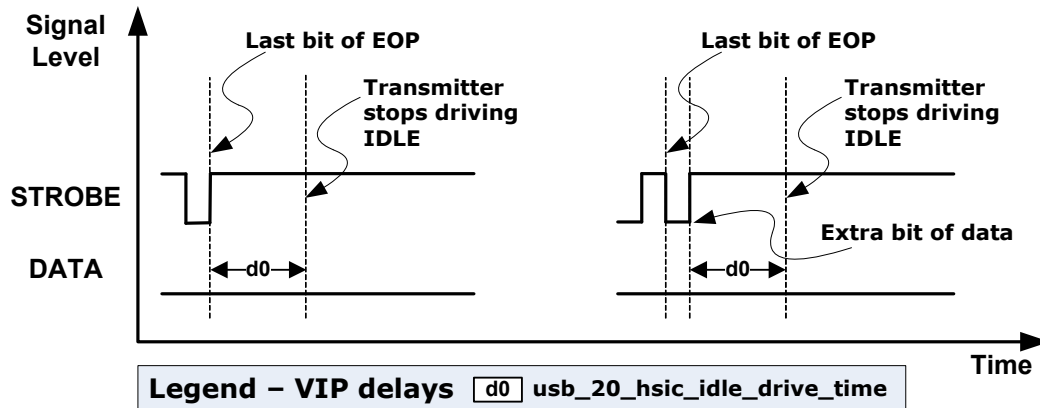 Signal
Level
Last bit of EOP
Last bit of EOP
Transmitter
stops driving
IDLE
Transmitter
stops driving
IDLE
STROBE
Extra bit of data
DATA
d0
d0
Time
Legend – VIP delays d0 usb_20_hsic_idle_drive_time